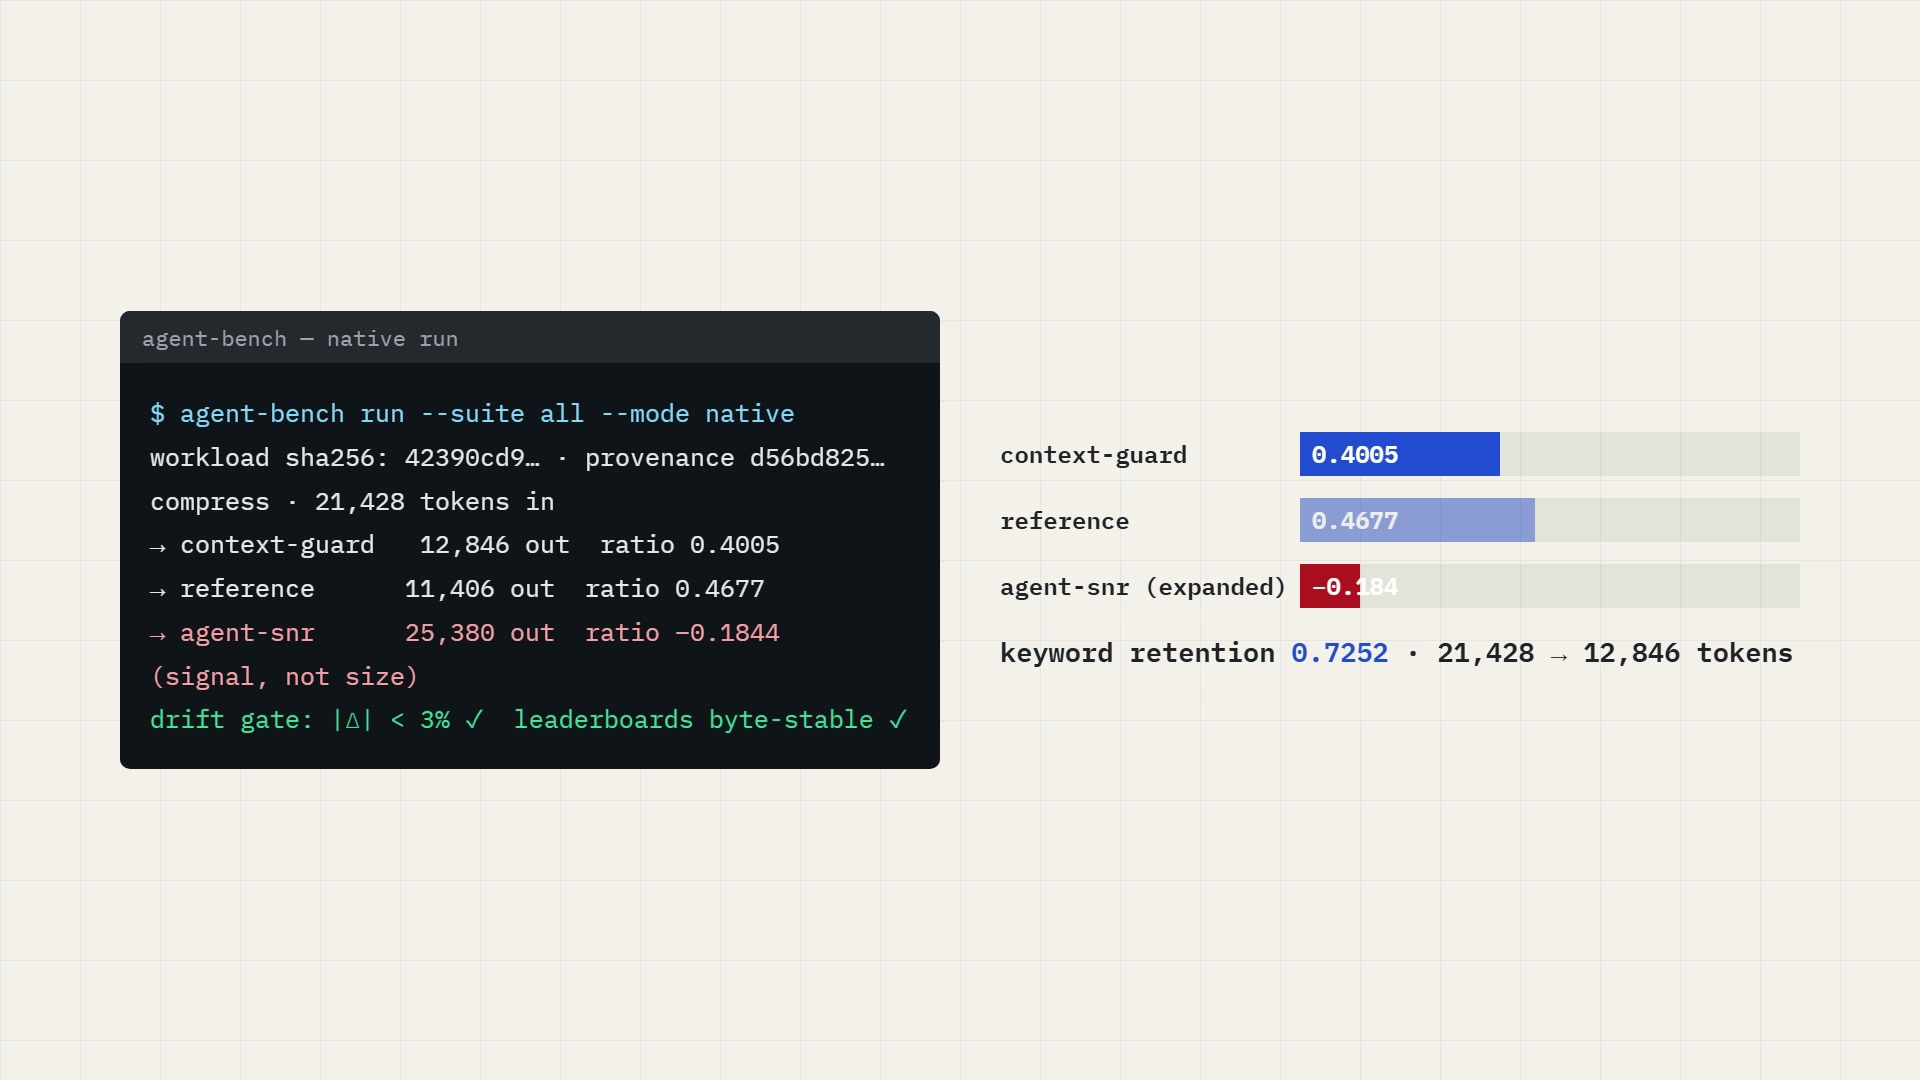 agent-bench — native run
$ agent-bench run --suite all --mode native
workload sha256: 42390cd9… · provenance d56bd825…
compress · 21,428 tokens in
→ context-guard   12,846 out  ratio 0.4005
→ reference      11,406 out  ratio 0.4677
→ agent-snr      25,380 out  ratio −0.1844
(signal, not size)
drift gate: |Δ| < 3% ✓  leaderboards byte-stable ✓
context-guard 0.4005
reference 0.4677
agent-snr (expanded) −0.184
keyword retention 0.7252 · 21,428 → 12,846 tokens